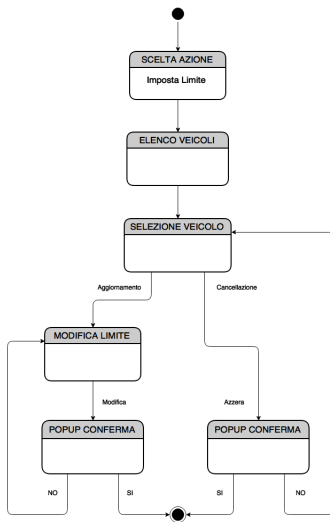 SCELTA AZIONE
Imposta Limite
ELENCO VEICOLI
SELEZIONE VEICOLO
Aggiornamento
Cancellazione
MODIFICA LIMITE
Modifica
Azzera
POPUP CONFERMA
POPUP CONFERMA
NO
SI
SI
NO